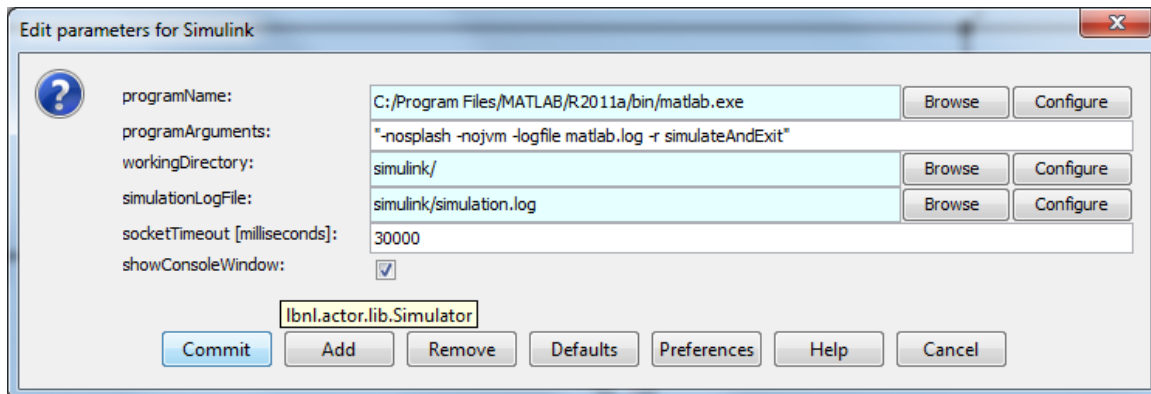 Edit parameters for Simulink
programName: C:/Program Files/MATLAB/R2011a/bin/matlab.exe Browse Configure
programArguments: "-nosplash -nojvm -logfile matlab.log -r simulateAndExit"
workingDirectory: simulink/ Browse Configure
simulationLogFile: simulink/simulation.log Browse Configure
socketTimeout [milliseconds]: 30000
showConsoleWindow:
lbnl.actor.lib.Simulator
Commit Add Remove Defaults Preferences Help Cancel